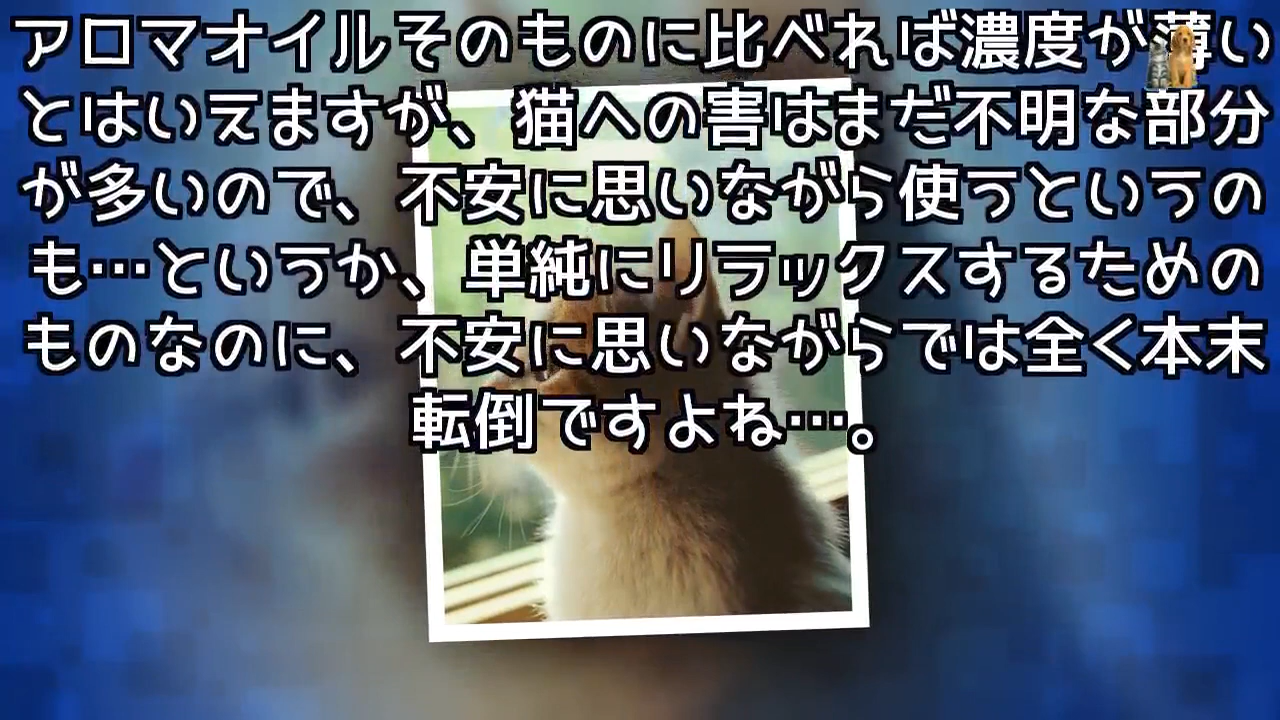 アロマオイルそのものに比べれば濃度が薄い
とはいえますが、猫への害はまだ不明な部分
が多いので、不安に思いながら使うというの
も…というか、単純にリラックスするための
ものなのに、不安に思いながらでは全く本末
転倒ですよね…。